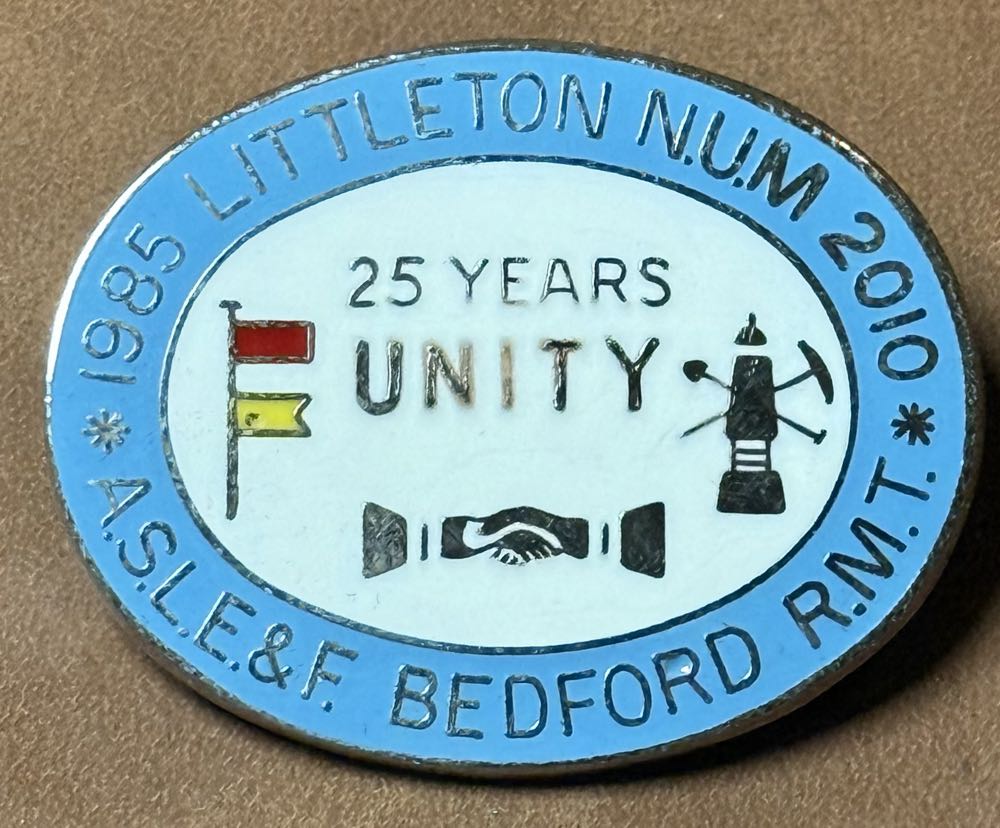 * 1985 LITTLETON N.U.M 2010 *
25 YEARS
UNITY
A.S.L.E.&F. BEDFORD R.M.T.